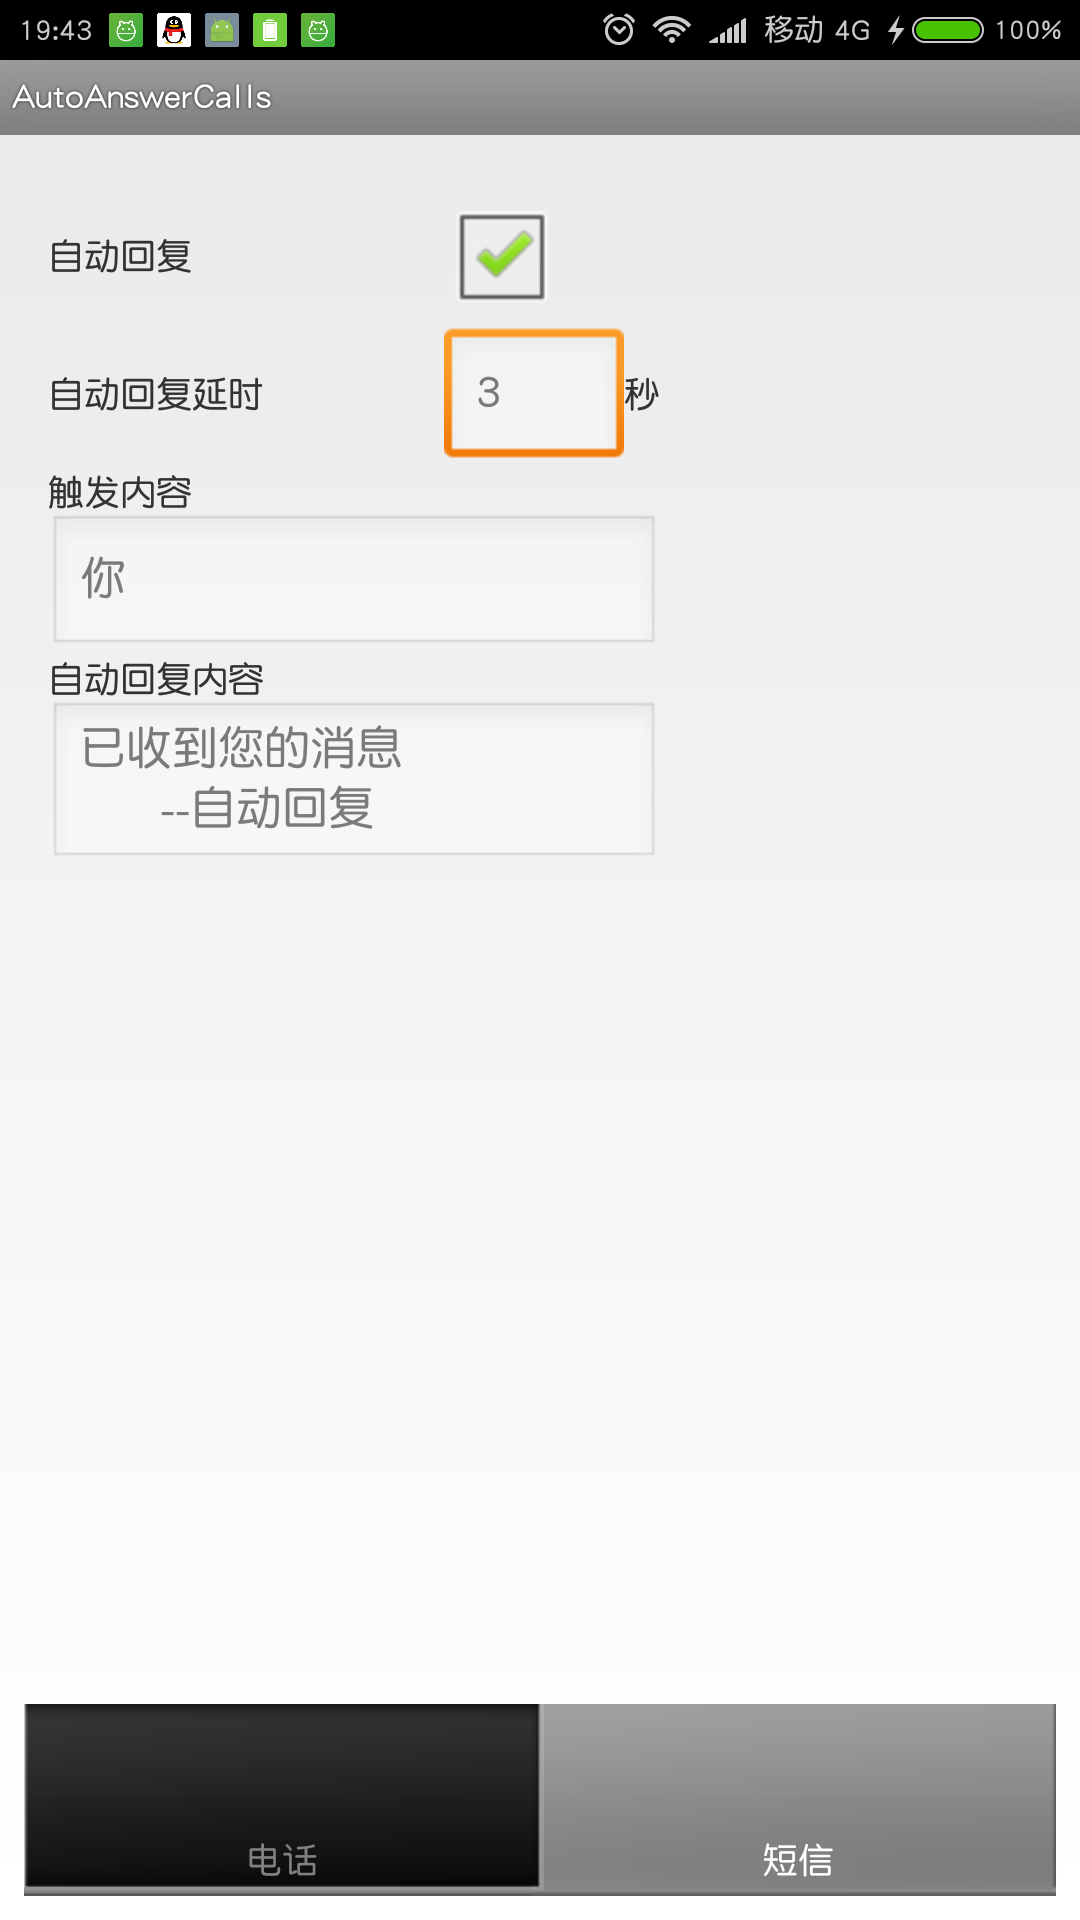 19:43 移动 4G 100%
AutoAnswerCalls
自动回复
自动回复延时 3 秒
触发内容
你
自动回复内容
已收到您的消息
--自动回复
电话 短信